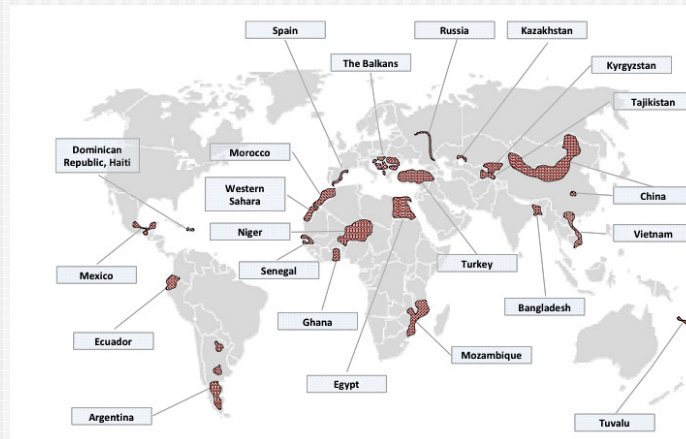 Spain
Russia
Kazakhstan
The Balkans
Kyrgyzstan
Tajikistan
Dominican
Republic, Haiti
Morocco
Western
Sahara
China
Niger
Vietnam
Mexico
Senegal
Turkey
Bangladesh
Ghana
Ecuador
Mozambique
Egypt
Argentina
Tuvalu